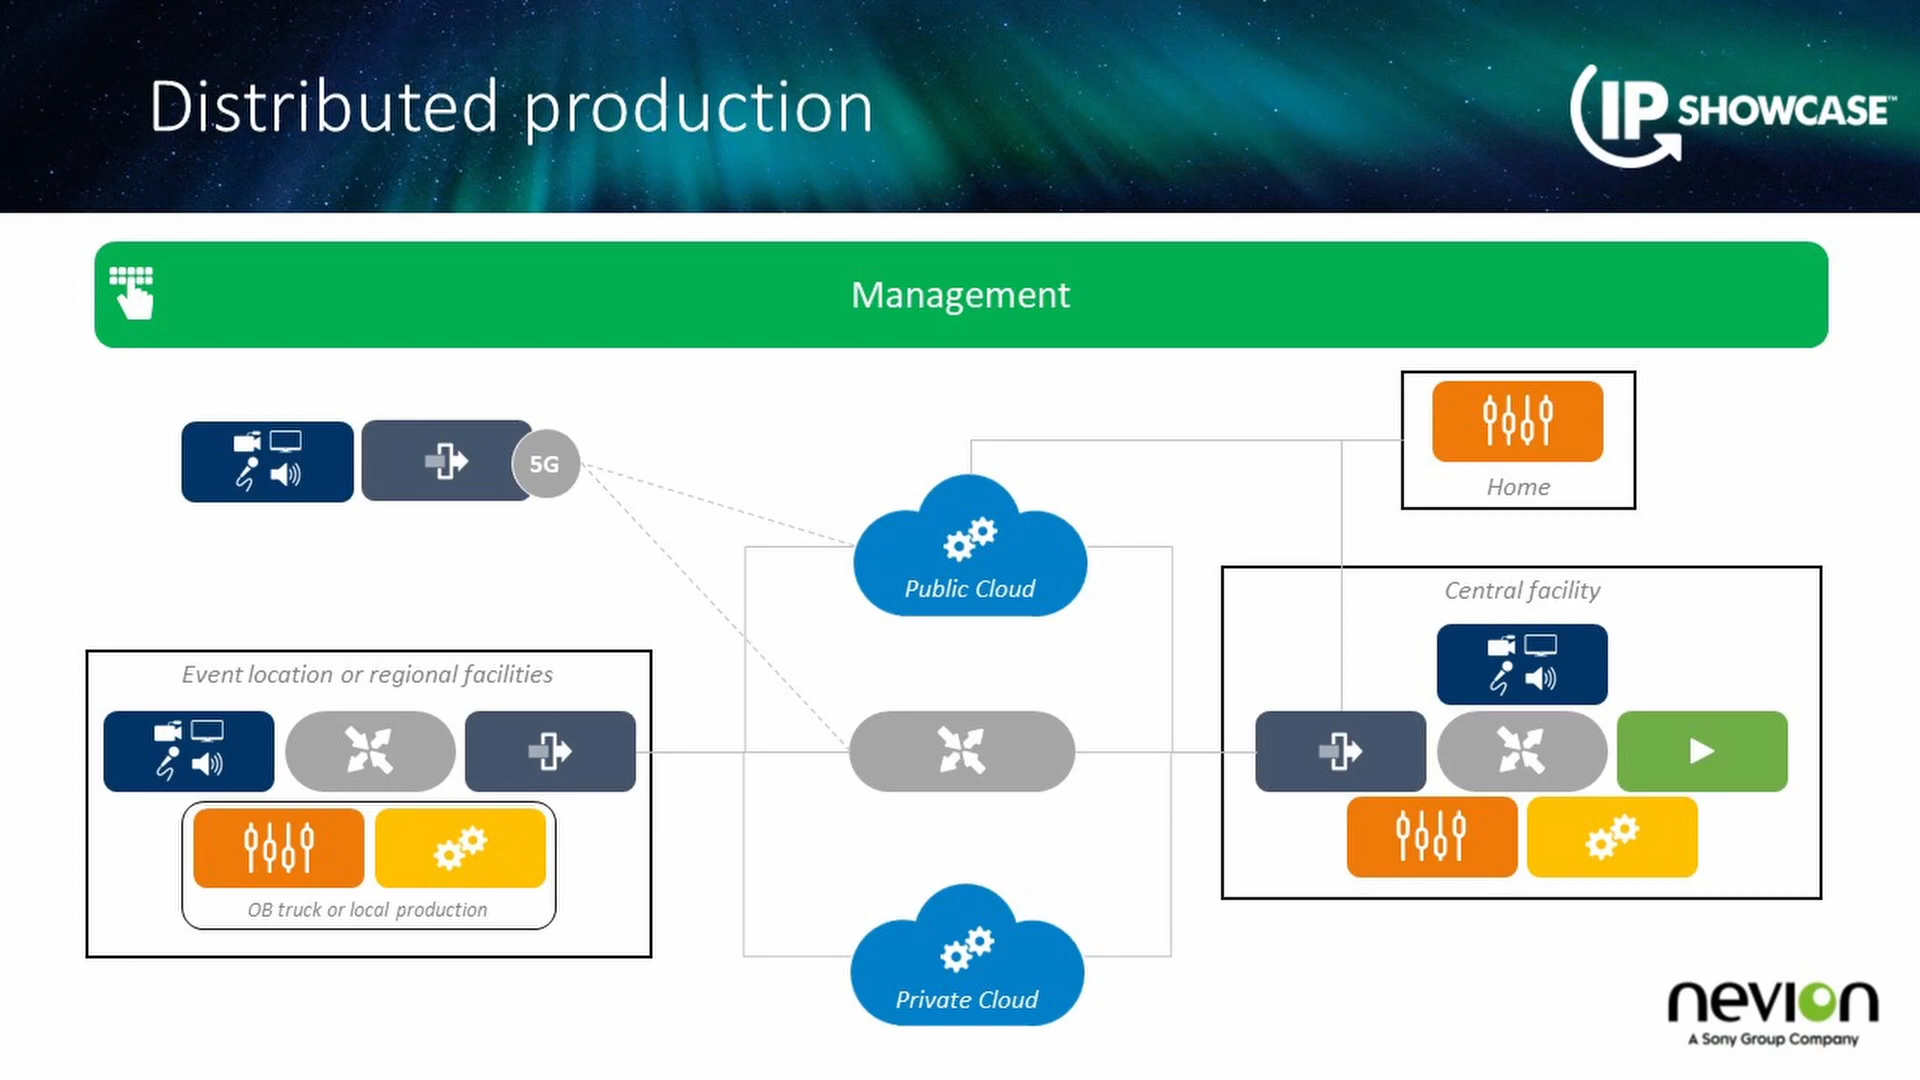 Distributed production
IP SHOWCASE™
Management
5G
Home
Public Cloud
Central facility
Event location or regional facilities
OB truck or local production
Private Cloud
nevion
A Sony Group Company